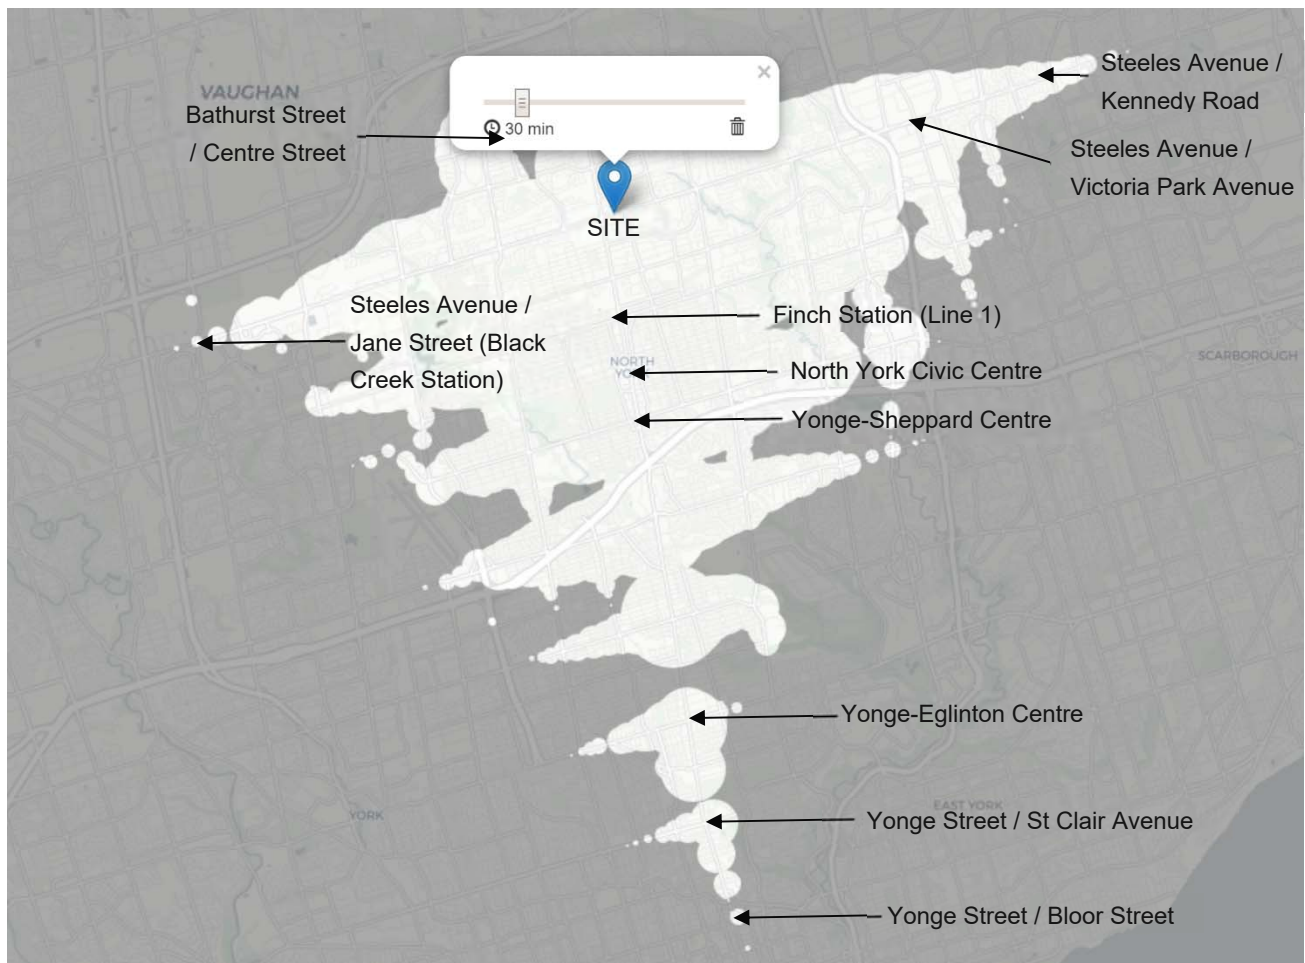 VAUGHAN
Bathurst Street
/ Centre Street
30 min
SITE
Steeles Avenue /
Kennedy Road
Steeles Avenue /
Victoria Park Avenue
Steeles Avenue /
Jane Street (Black
Creek Station)
Finch Station (Line 1)
NORTH
North York Civic Centre
SCARBOROUGH
Yonge-Sheppard Centre
Yonge-Eglinton Centre
YORK
EAST YORK
Yonge Street / St Clair Avenue
Yonge Street / Bloor Street